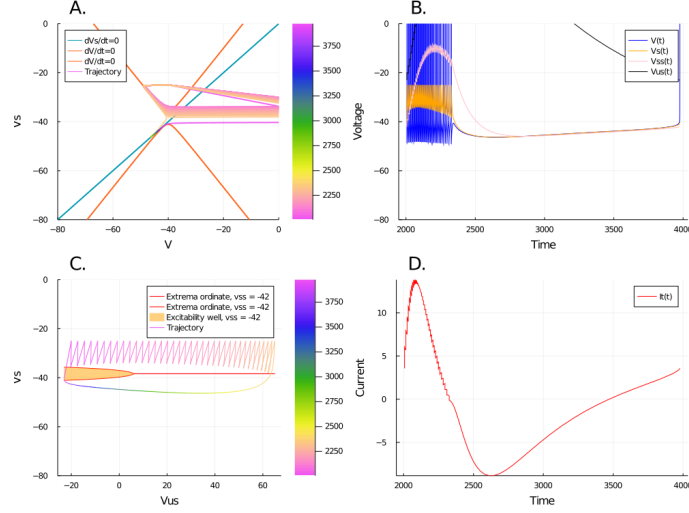 A.
0
−20
−40
−60
−80
vs
−80
−60
−40
−20
0
V
dVs/dt=0
dV/dt=0
dV/dt=0
Trajectory
3750
3500
3250
3000
2750
2500
2250
B.
0
−20
−40
−60
−80
Voltage
2000
2500
3000
3500
4000
Time
V(t)
Vs(t)
Vss(t)
Vus(t)
C.
0
−20
−40
−60
−80
vs
−20
0
20
40
60
Vus
Extrema ordinate, vss = -42
Extrema ordinate, vss = -42
Excitability well, vss = -42
Trajectory
3750
3500
3250
3000
2750
2500
2250
D.
10
5
0
−5
Current
2000
2500
3000
3500
4000
Time
It(t)